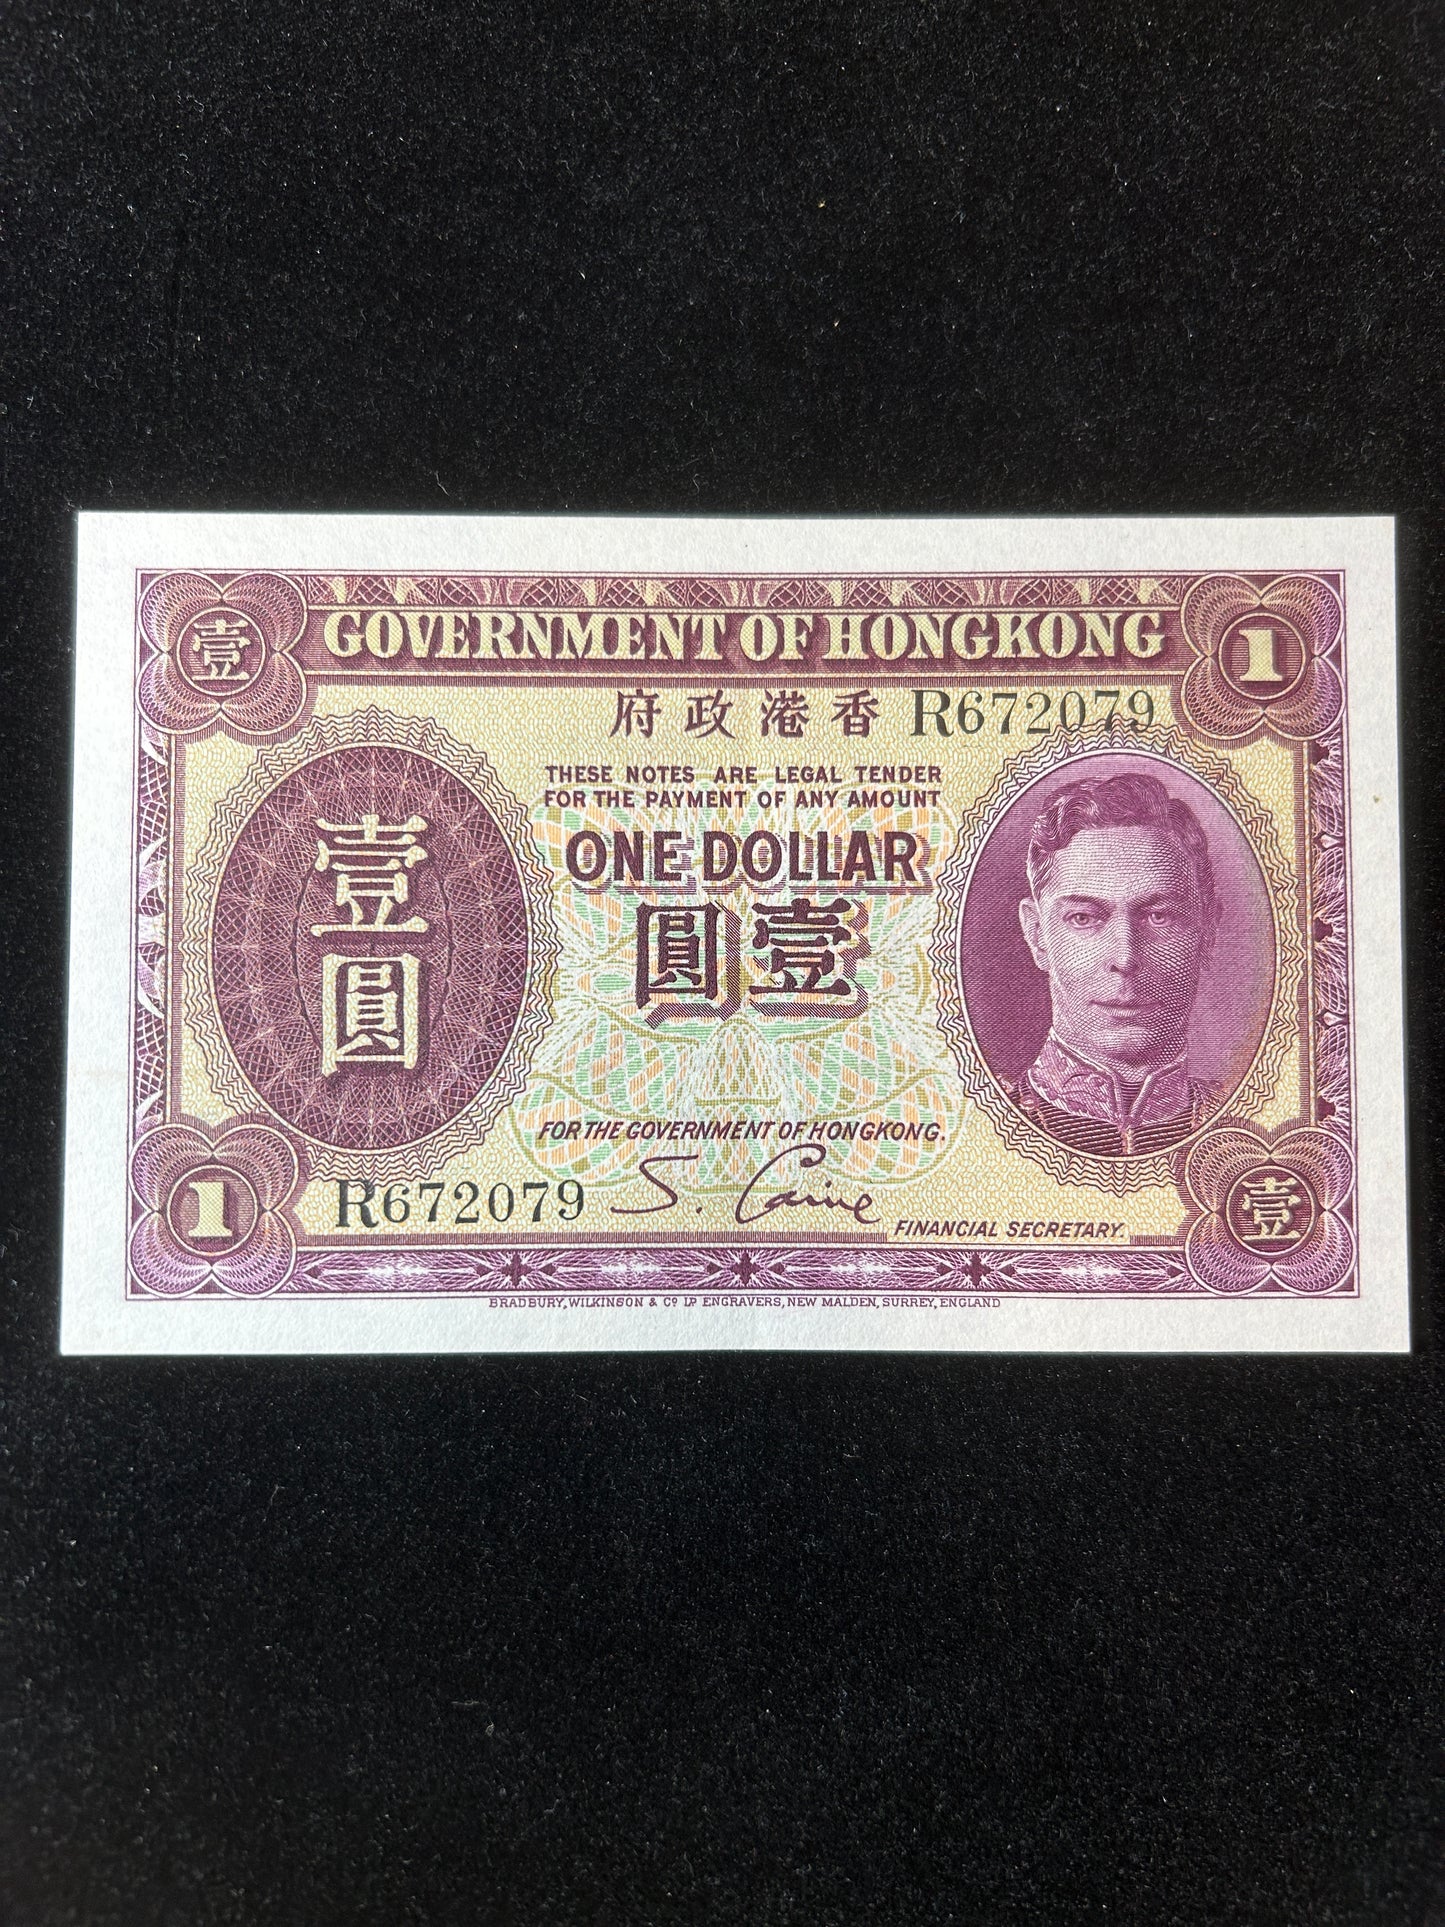 壹
GOVERNMENT OF HONGKONG
1
府政港香
R672079
THESE NOTES ARE LEGAL TENDER
FOR THE PAYMENT OF ANY AMOUNT
ONE DOLLAR
圓壹
壹圓
FOR THE GOVERNMENT OF HONGKONG.
R672079
S. Caine
FINANCIAL SECRETARY.
1
壹
BRADBURY, WILKINSON & Cº Lᴰ ENGRAVERS, NEW MALDEN, SURREY, ENGLAND